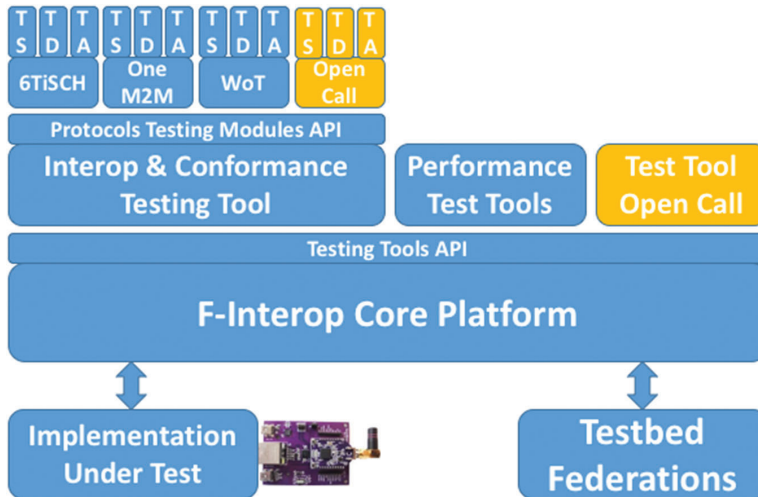 T T T T T T T T T T T T
S D A S D A S D A S D A
6TiSCH
One
M2M
WoT
Open
Call
Protocols Testing Modules API
Interop & Conformance
Testing Tool
Performance
Test Tools
Test Tool
Open Call
Testing Tools API
F-Interop Core Platform
Implementation
Under Test
Testbed
Federations